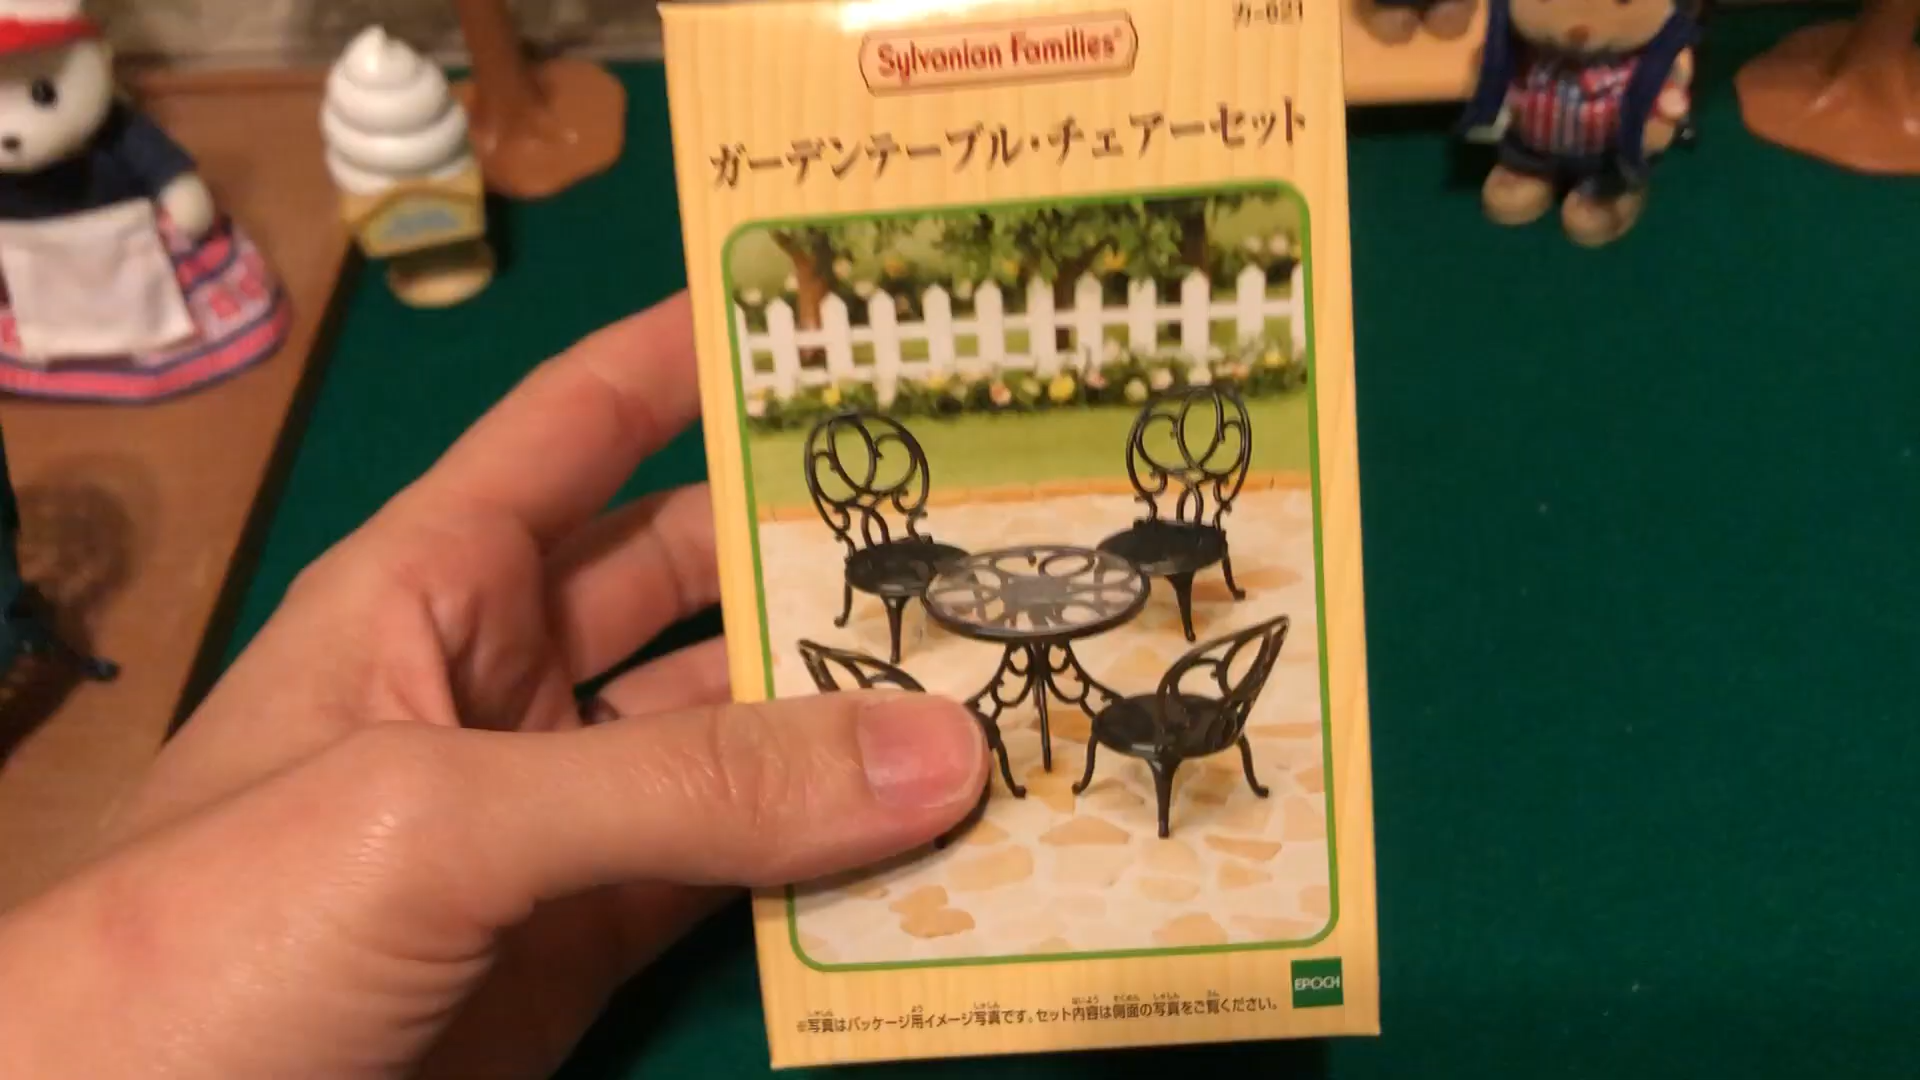 カ-621
Sylvanian Families
ガーデンテーブル・チェアーセット
EPOCH
※写真はパッケージ用イメージ写真です。セット内容は側面の写真をご覧ください。